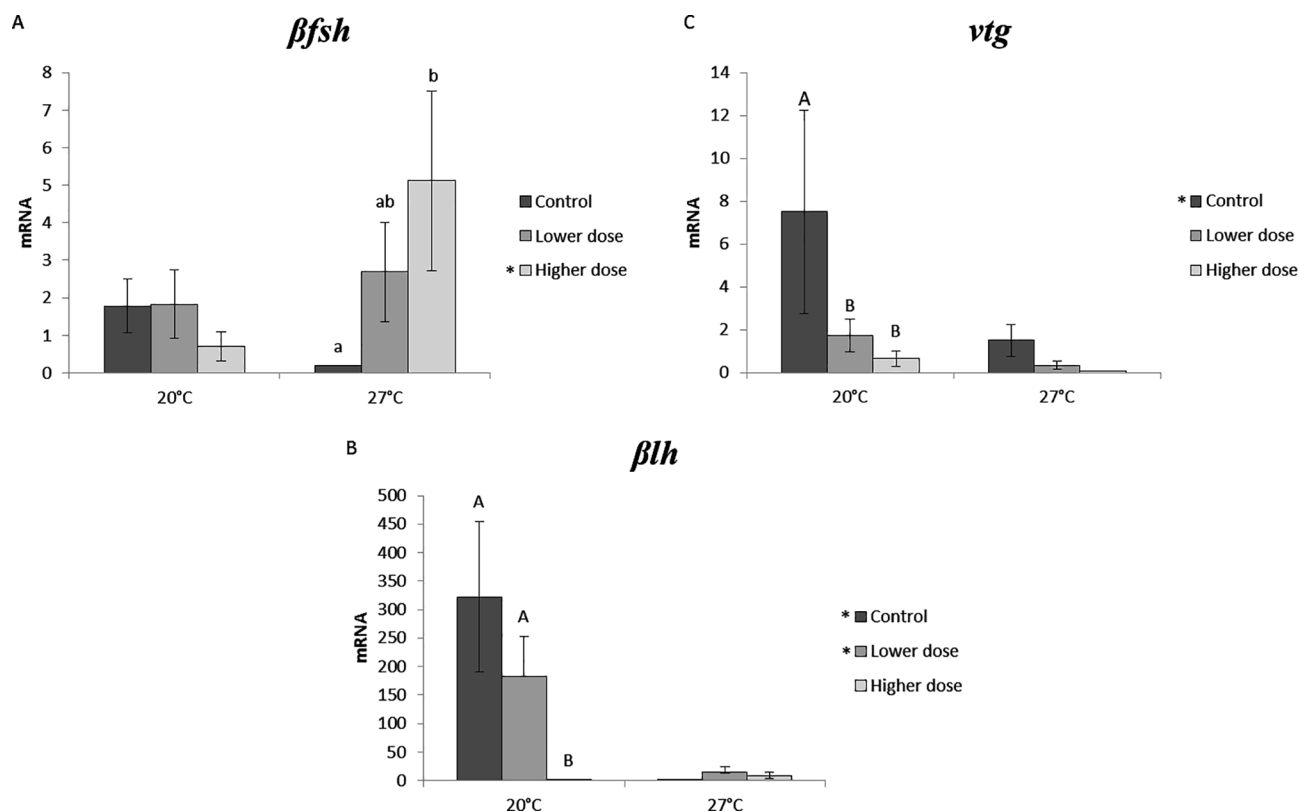 A
βfsh
8
7
6
5
4
3
2
1
0
mRNA
a
ab
b
20°C
27°C
Control
Lower dose
* Higher dose
C
vtg
14
12
10
8
6
4
2
0
mRNA
A
B
B
20°C
27°C
* Control
Lower dose
Higher dose
B
βlh
500
450
400
350
300
250
200
150
100
50
0
mRNA
A
A
B
20°C
27°C
* Control
* Lower dose
Higher dose